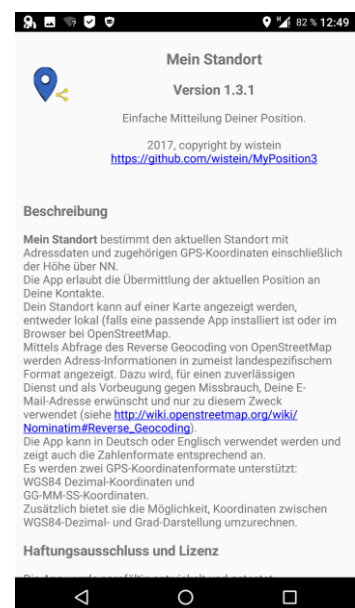 82 % 12:49
Mein Standort
Version 1.3.1
Einfache Mitteilung Deiner Position.
2017, copyright by wistein
https://github.com/wistein/MyPosition3
Beschreibung
Mein Standort bestimmt den aktuellen Standort mit
Adressdaten und zugehörigen GPS-Koordinaten einschließlich
der Höhe über NN.
Die App erlaubt die Übermittlung der aktuellen Position an
Deine Kontakte.
Dein Standort kann auf einer Karte angezeigt werden,
entweder lokal (falls eine passende App installiert ist oder im
Browser bei OpenStreetMap.
Mittels Abfrage des Reverse Geocoding von OpenStreetMap
werden Adress-Informationen in zumeist landespezifischem
Format angezeigt. Dazu wird, für einen zuverlässigen
Dienst und als Vorbeugung gegen Missbrauch, Deine E-
Mail-Adresse erwünscht und nur zu diesem Zweck
verwendet (siehe http://wiki.openstreetmap.org/wiki/
Nominatim#Reverse_Geocoding).
Die App kann in Deutsch oder Englisch verwendet werden und
zeigt auch die Zahlenformate entsprechend an.
Es werden zwei GPS-Koordinatenformate unterstützt:
WGS84 Dezimal-Koordinaten und
GG-MM-SS-Koordinaten.
Zusätzlich bietet sie die Möglichkeit, Koordinaten zwischen
WGS84-Dezimal- und Grad-Darstellung umzurechnen.
Haftungsausschluss und Lizenz